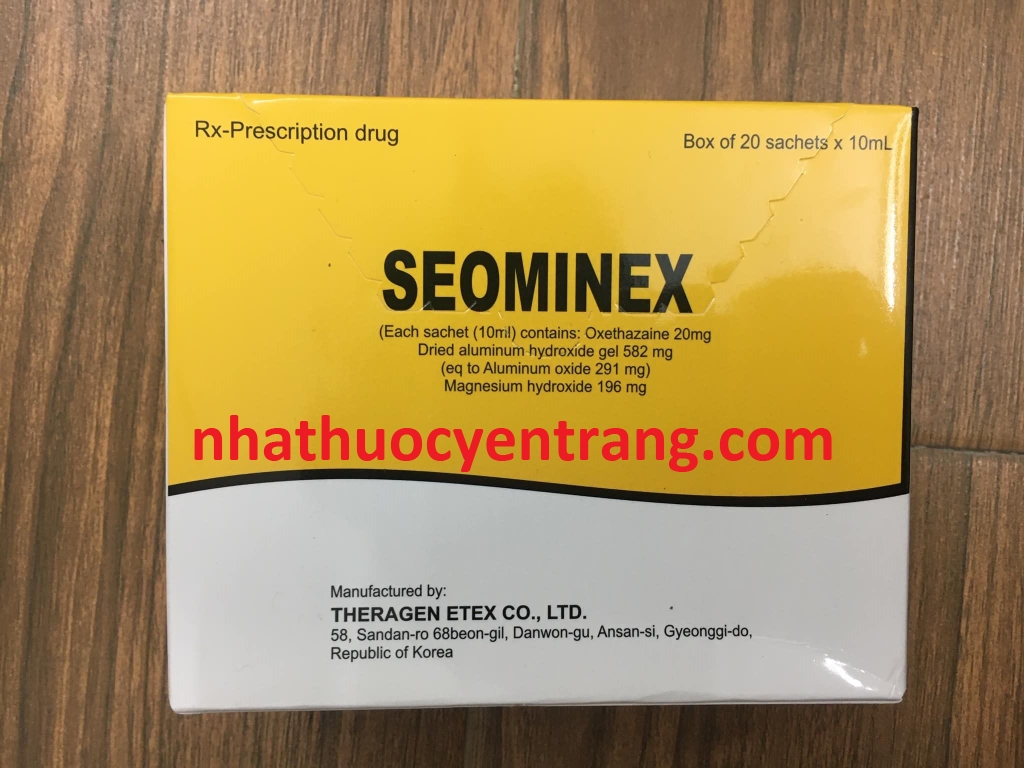 Rx-Prescription drug
Box of 20 sachets x 10mL
SEOMINEX
(Each sachet (10ml) contains: Oxethazaine 20mg
Dried aluminum hydroxide gel 582 mg
(eq to Aluminum oxide 291 mg)
Magnesium hydroxide 196 mg
nhathuocyentrang.com
Manufactured by:
THERAGEN ETEX CO., LTD.
58, Sandan-ro 68beon-gil, Danwon-gu, Ansan-si, Gyeonggi-do,
Republic of Korea